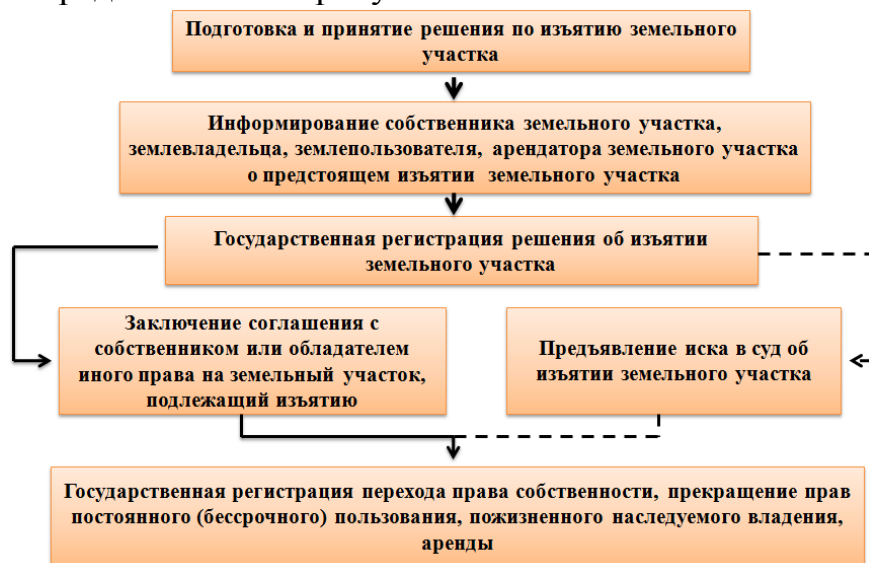 Подготовка и принятие решения по изъятию земельного
участка
Информирование собственника земельного участка,
землевладельца, землепользователя, арендатора земельного участка
о предстоящем изъятии земельного участка
Государственная регистрация решения об изъятии
земельного участка
Заключение соглашения с
собственником или обладателем
иного права на земельный участок,
подлежащий изъятию
Предъявление иска в суд об
изъятии земельного участка
Государственная регистрация перехода права собственности, прекращение прав
постоянного (бессрочного) пользования, пожизненного наследуемого владения,
аренды